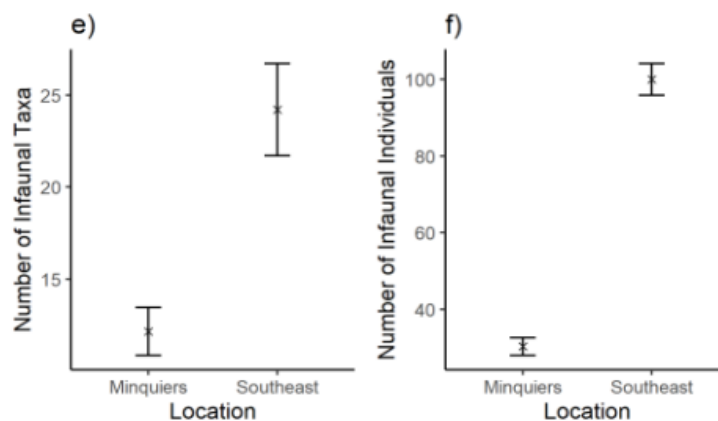 e)
Number of Infaunal Taxa
25
20
15
Minquiers Southeast
Location
f)
Number of Infaunal Individuals
100
80
60
40
Minquiers Southeast
Location